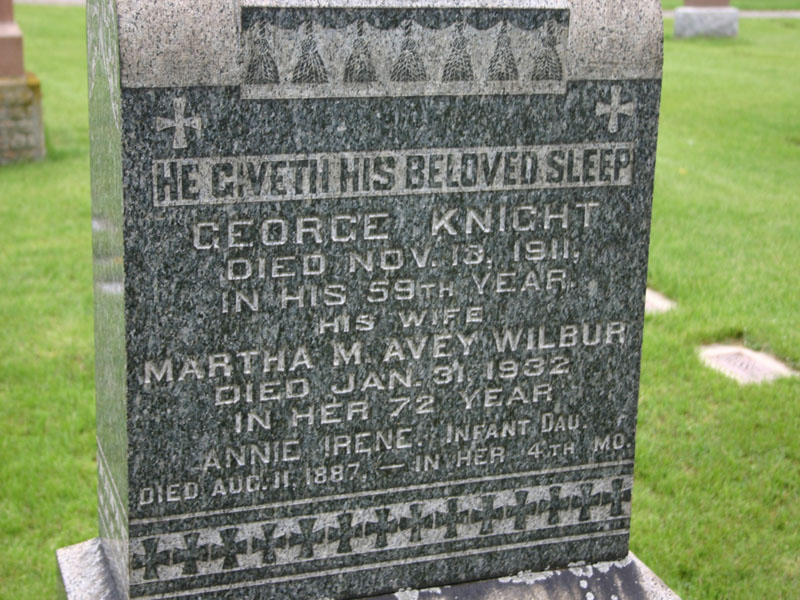 HE GIVETH HIS BELOVED SLEEP
GEORGE KNIGHT
DIED NOV. 13, 1911,
IN HIS 59TH YEAR.
HIS WIFE
MARTHA M. AVEY WILBUR
DIED JAN. 31, 1932
IN HER 72 YEAR
ANNIE IRENE, INFANT DAU.
DIED AUG. 11, 1887, — IN HER 4TH MO.